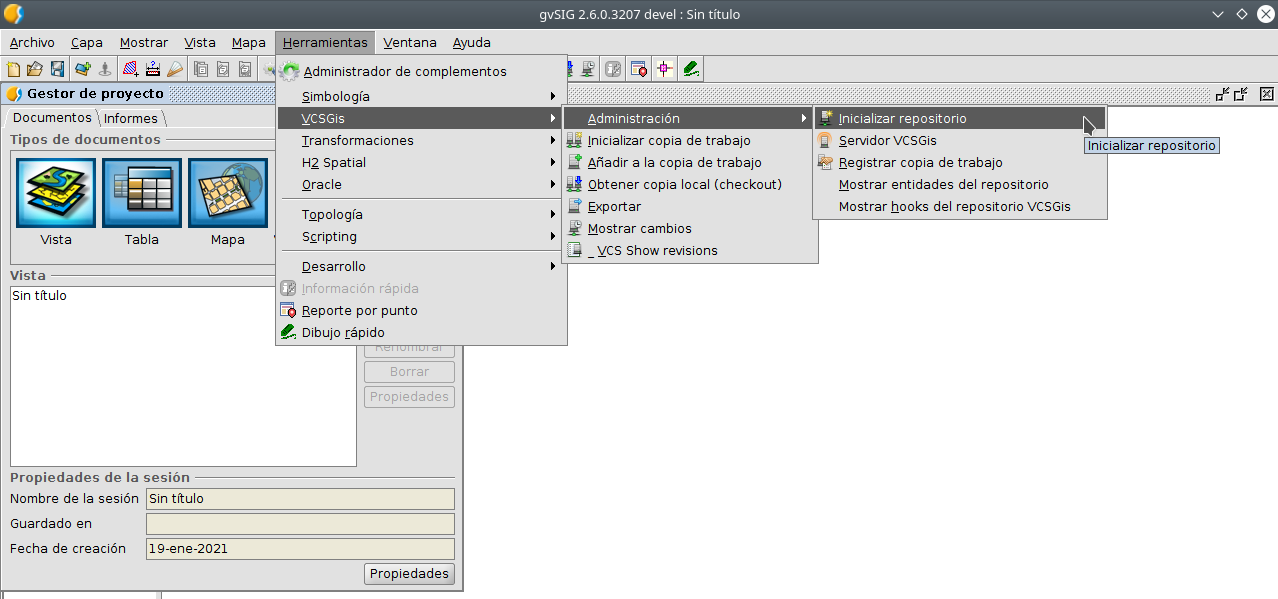 gvSIG 2.6.0.3207 devel : Sin título
Archivo Capa Mostrar Vista Mapa Herramientas Ventana Ayuda
Gestor de proyecto
Documentos Informes
Tipos de documentos
Vista Tabla Mapa
Vista
Sin título
Renombrar
Borrar
Propiedades
Propiedades de la sesión
Nombre de la sesión Sin título
Guardado en
Fecha de creación 19-ene-2021
Propiedades
Administrador de complementos
Simbología
VCSGis
Transformaciones
H2 Spatial
Oracle
Topología
Scripting
Desarrollo
Información rápida
Reporte por punto
Dibujo rápido
Administración
Inicializar copia de trabajo
Añadir a la copia de trabajo
Obtener copia local (checkout)
Exportar
Mostrar cambios
_ VCS Show revisions
Inicializar repositorio
Servidor VCSGis
Registrar copia de trabajo
Mostrar entidades del repositorio
Mostrar hooks del repositorio VCSGis
Inicializar repositorio